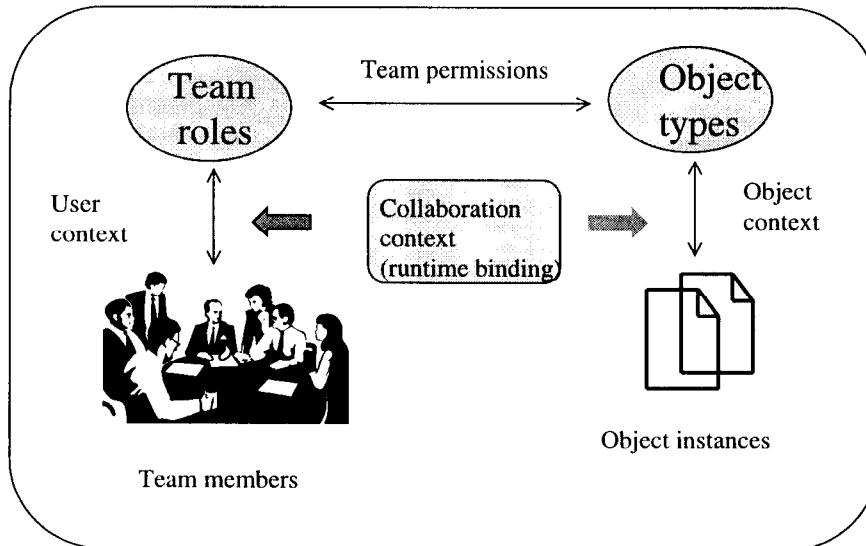 Team permissions
Team
roles
Object
types
User
context
Collaboration
context
(runtime binding)
Object
context
Team members
Object instances